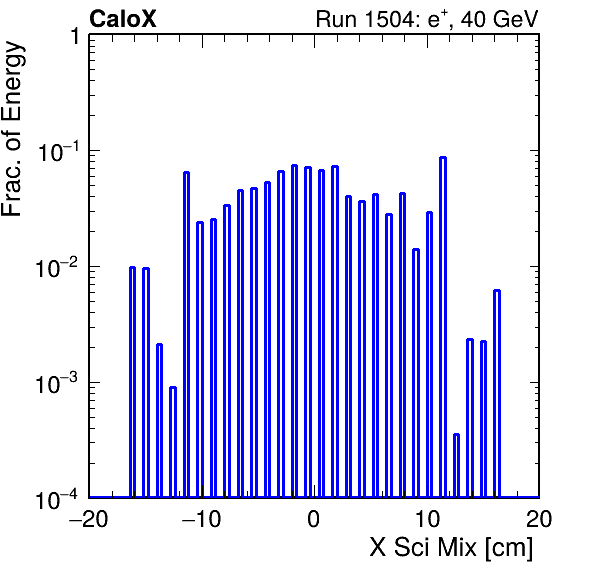 CaloX Run 1504: e⁺, 40 GeV
Frac. of Energy
1
10⁻¹
10⁻²
10⁻³
10⁻⁴
−20 −10 0 10 20
X Sci Mix [cm]